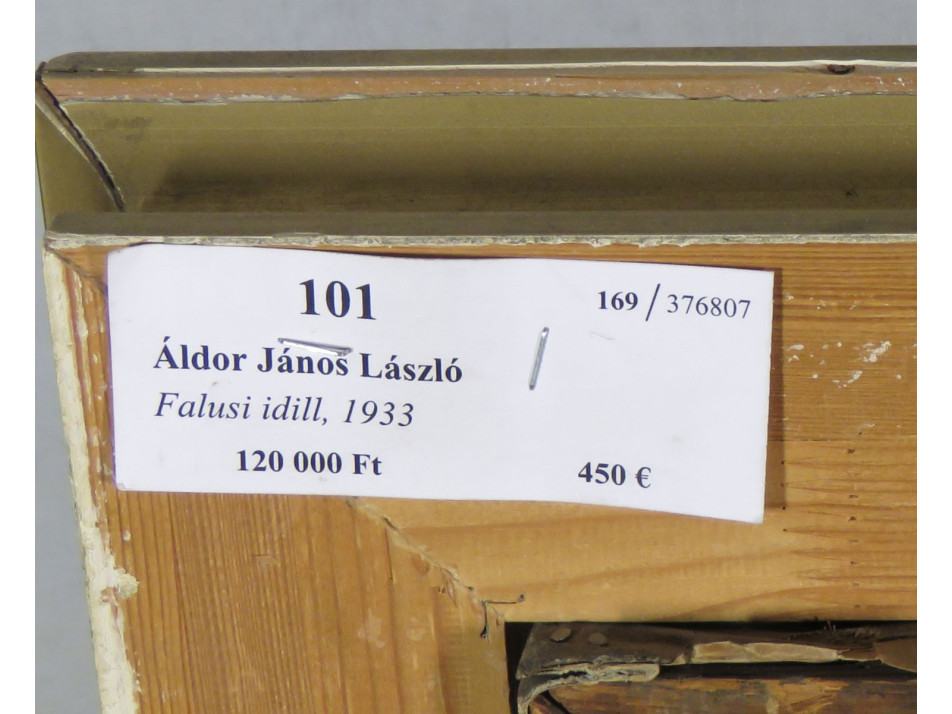 101 169/376807
Áldor János László
Falusi idill, 1933
120 000 Ft 450 €